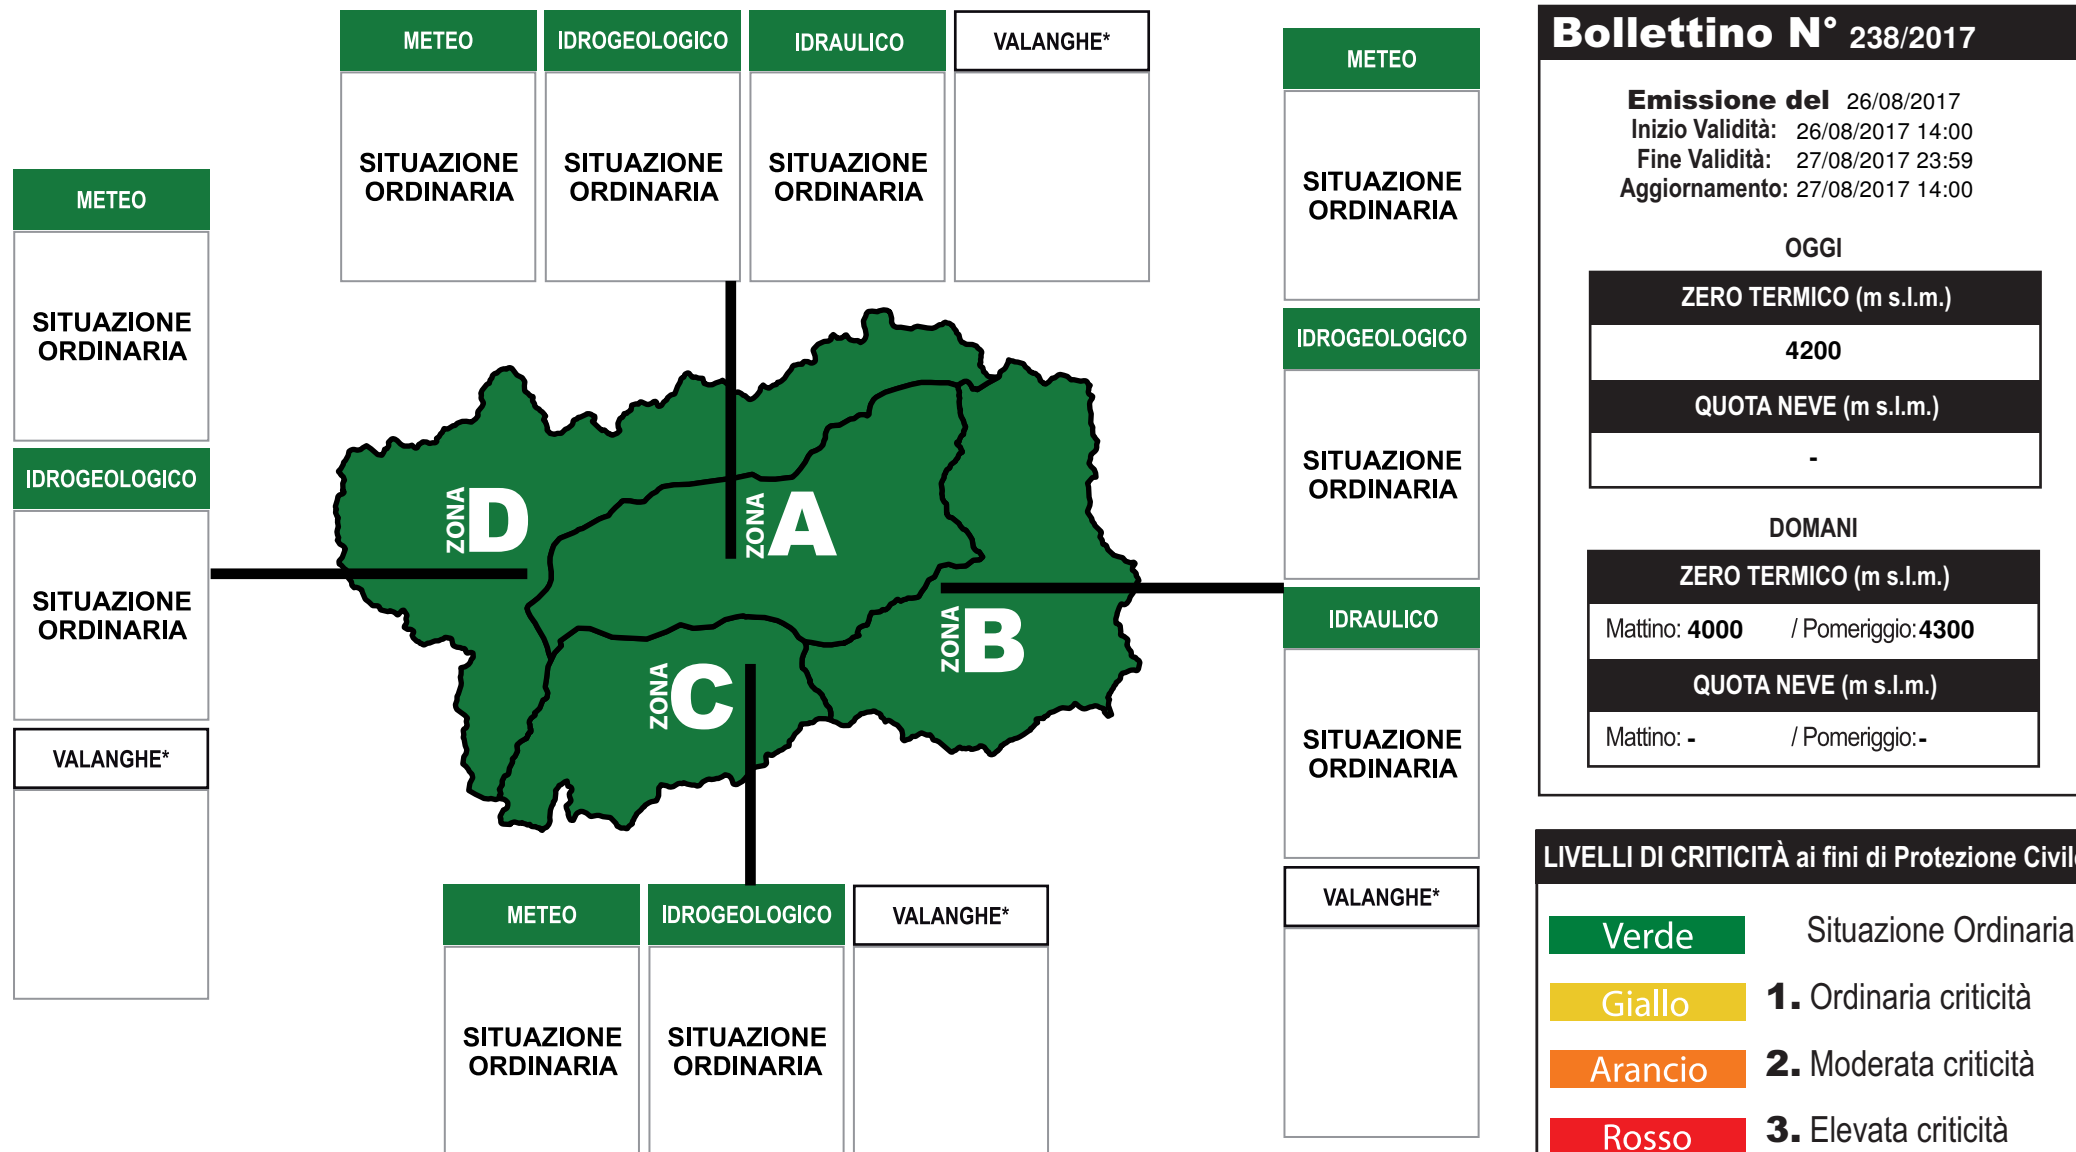 METEO
IDROGEOLOGICO
IDRAULICO
VALANGHE*
SITUAZIONE
ORDINARIA
SITUAZIONE
ORDINARIA
SITUAZIONE
ORDINARIA
METEO
SITUAZIONE
ORDINARIA
IDROGEOLOGICO
SITUAZIONE
ORDINARIA
VALANGHE*
ZONA D
ZONA A
ZONA B
ZONA C
METEO
SITUAZIONE
ORDINARIA
IDROGEOLOGICO
SITUAZIONE
ORDINARIA
IDRAULICO
SITUAZIONE
ORDINARIA
VALANGHE*
METEO
IDROGEOLOGICO
VALANGHE*
SITUAZIONE
ORDINARIA
SITUAZIONE
ORDINARIA
Bollettino N° 238/2017
Emissione del 26/08/2017
Inizio Validità: 26/08/2017 14:00
Fine Validità: 27/08/2017 23:59
Aggiornamento: 27/08/2017 14:00
OGGI
ZERO TERMICO (m s.l.m.)
4200
QUOTA NEVE (m s.l.m.)
-
DOMANI
ZERO TERMICO (m s.l.m.)
Mattino: 4000 / Pomeriggio: 4300
QUOTA NEVE (m s.l.m.)
Mattino: - / Pomeriggio: -
LIVELLI DI CRITICITÀ ai fini di Protezione Civile
Verde Situazione Ordinaria
Giallo 1. Ordinaria criticità
Arancio 2. Moderata criticità
Rosso 3. Elevata criticità